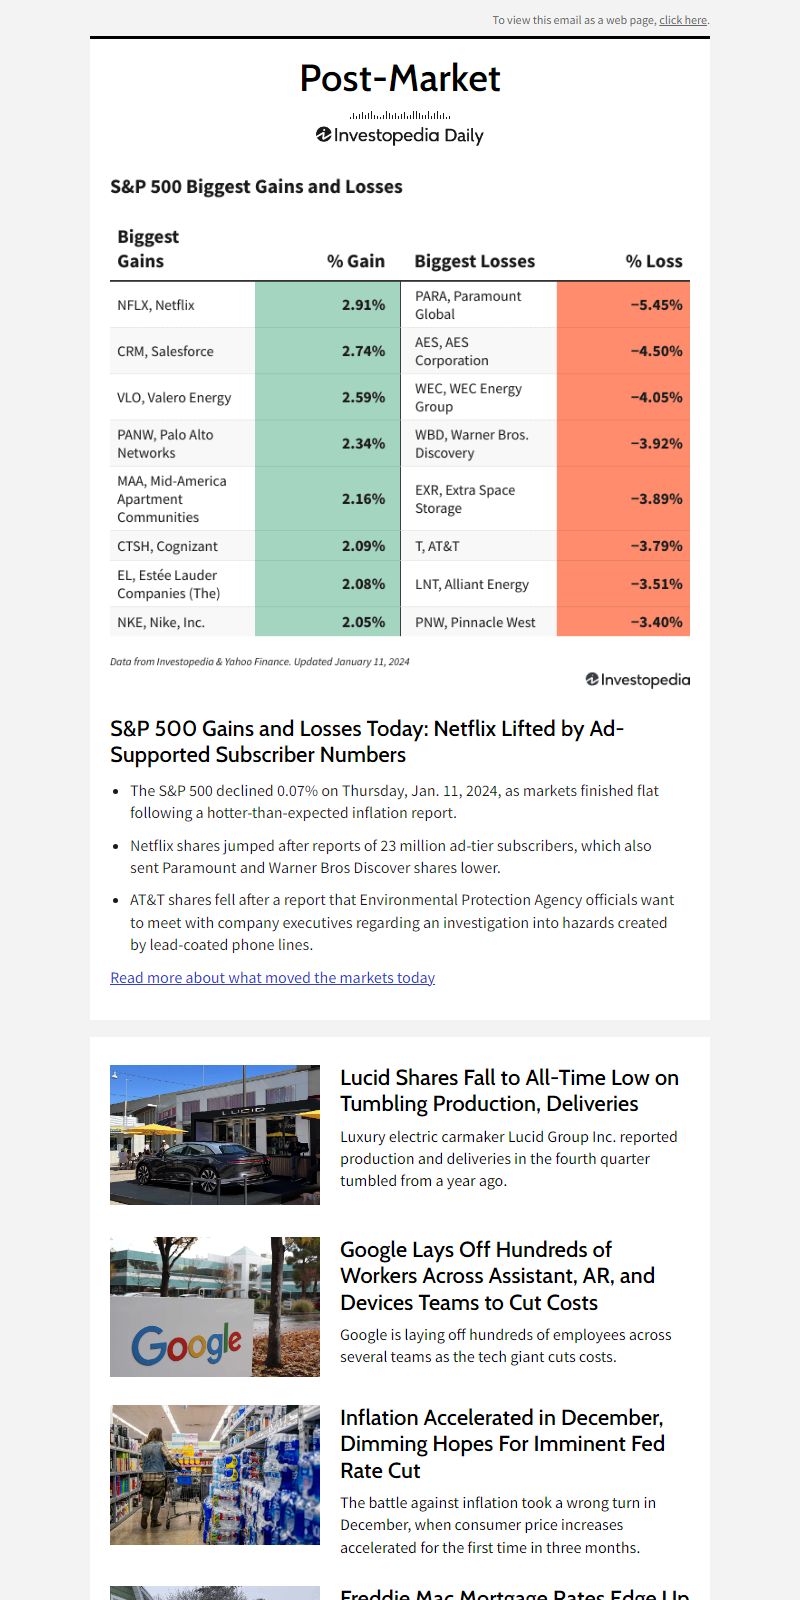 To view this email as a web page, click here.
Post-Market
Investopedia Daily
S&P 500 Biggest Gains and Losses
Biggest
Gains
% Gain
Biggest Losses
% Loss
NFLX, Netflix
2.91%
PARA, Paramount
Global
−5.45%
CRM, Salesforce
2.74%
AES, AES
Corporation
−4.50%
VLO, Valero Energy
2.59%
WEC, WEC Energy
Group
−4.05%
PANW, Palo Alto
Networks
2.34%
WBD, Warner Bros.
Discovery
−3.92%
MAA, Mid-America
Apartment
Communities
2.16%
EXR, Extra Space
Storage
−3.89%
CTSH, Cognizant
2.09%
T, AT&T
−3.79%
EL, Estée Lauder
Companies (The)
2.08%
LNT, Alliant Energy
−3.51%
NKE, Nike, Inc.
2.05%
PNW, Pinnacle West
−3.40%
Data from Investopedia & Yahoo Finance. Updated January 11, 2024
Investopedia
S&P 500 Gains and Losses Today: Netflix Lifted by Ad-
Supported Subscriber Numbers
• The S&P 500 declined 0.07% on Thursday, Jan. 11, 2024, as markets finished flat
following a hotter-than-expected inflation report.
• Netflix shares jumped after reports of 23 million ad-tier subscribers, which also
sent Paramount and Warner Bros Discover shares lower.
• AT&T shares fell after a report that Environmental Protection Agency officials want
to meet with company executives regarding an investigation into hazards created
by lead-coated phone lines.
Read more about what moved the markets today
LUCID
Lucid Shares Fall to All-Time Low on
Tumbling Production, Deliveries
Luxury electric carmaker Lucid Group Inc. reported
production and deliveries in the fourth quarter
tumbled from a year ago.
Google
Google Lays Off Hundreds of
Workers Across Assistant, AR, and
Devices Teams to Cut Costs
Google is laying off hundreds of employees across
several teams as the tech giant cuts costs.
Inflation Accelerated in December,
Dimming Hopes For Imminent Fed
Rate Cut
The battle against inflation took a wrong turn in
December, when consumer price increases
accelerated for the first time in three months.
Freddie Mac Mortgage Rates Edge Up